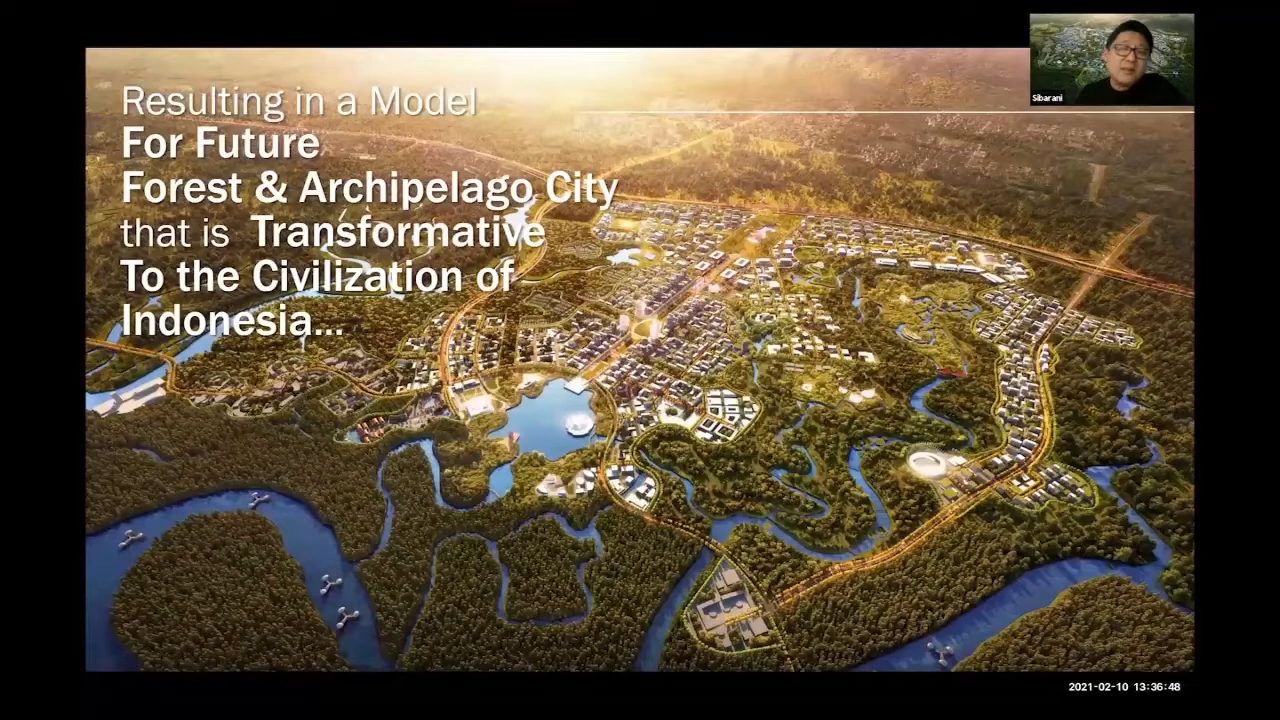 Resulting in a Model
For Future
Forest & Archipelago City
that is Transformative
To the Civilization of
Indonesia...
Sibarani
2021-02-10 13:36:48